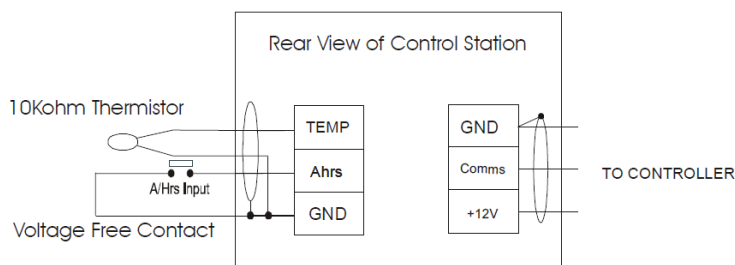 Rear View of Control Station
10Kohm Thermistor
TEMP
GND
Ahrs
Comms
TO CONTROLLER
A/Hrs Input
GND
+12V
Voltage Free Contact